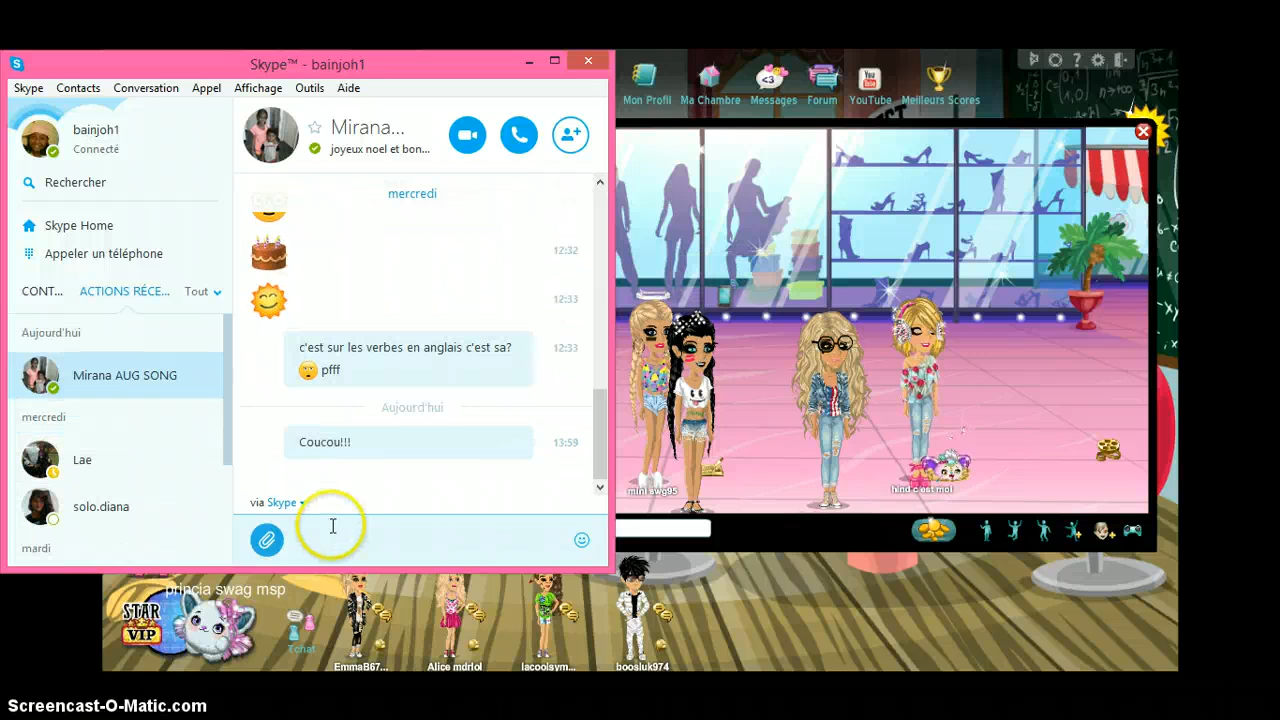 Skype™ - bainjoh1
Skype Contacts Conversation Appel Affichage Outils Aide
bainjoh1
Connecté
Rechercher
Skype Home
Appeler un téléphone
CONT... ACTIONS RÉCE... Tout
Aujourd'hui
Mirana AUG SONG
mercredi
Lae
solo.diana
mardi
Mirana...
joyeux noel et bon...
mercredi
12:32
12:33
c'est sur les verbes en anglais c'est sa?
pfff
12:33
Aujourd'hui
Coucou!!!
13:59
via Skype
Mon Profil Ma Chambre Messages Forum YouTube Meilleurs Scores
<3
You
Tube
?
mini swg95
hind c'est moi
princia swag msp
STAR
VIP
Tchat
EmmaB67... Alice mdrlol lacoolsym... boosluk974
Screencast-O-Matic.com